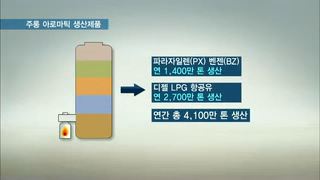 주롱 아로마틱 생산제품
파라자일렌(PX) 벤젠(BZ)
연 1,400만 톤 생산
디젤 LPG 항공유
연 2,700만 톤 생산
연간 총 4,100만 톤 생산